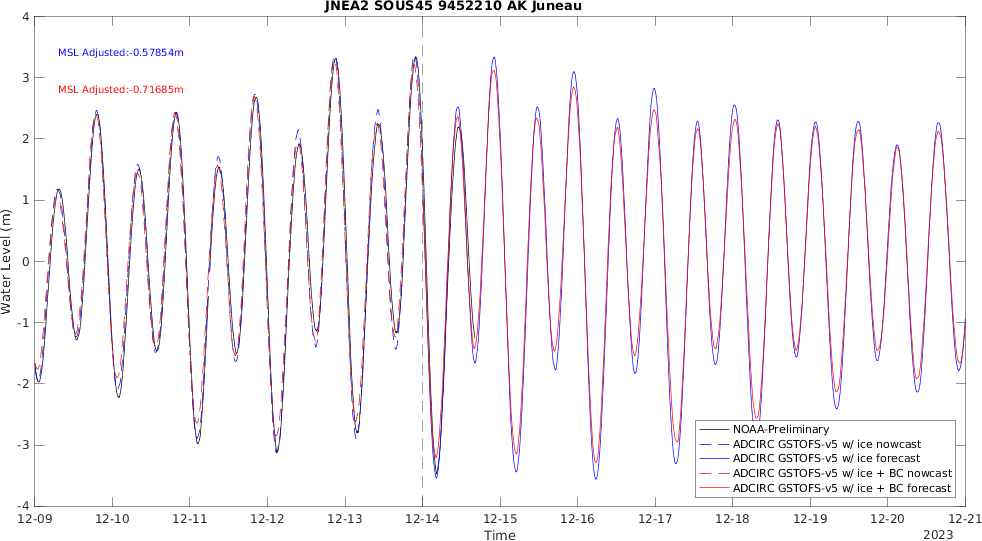 JNEA2 SOUS45 9452210 AK Juneau
MSL Adjusted:-0.57854m
MSL Adjusted:-0.71685m
Water Level (m)
4
3
2
1
0
-1
-2
-3
-4
NOAA-Preliminary
ADCIRC GSTOFS-v5 w/ ice nowcast
ADCIRC GSTOFS-v5 w/ ice forecast
ADCIRC GSTOFS-v5 w/ ice + BC nowcast
ADCIRC GSTOFS-v5 w/ ice + BC forecast
12-09 12-10 12-11 12-12 12-13 12-14 12-15 12-16 12-17 12-18 12-19 12-20 12-21
Time
2023